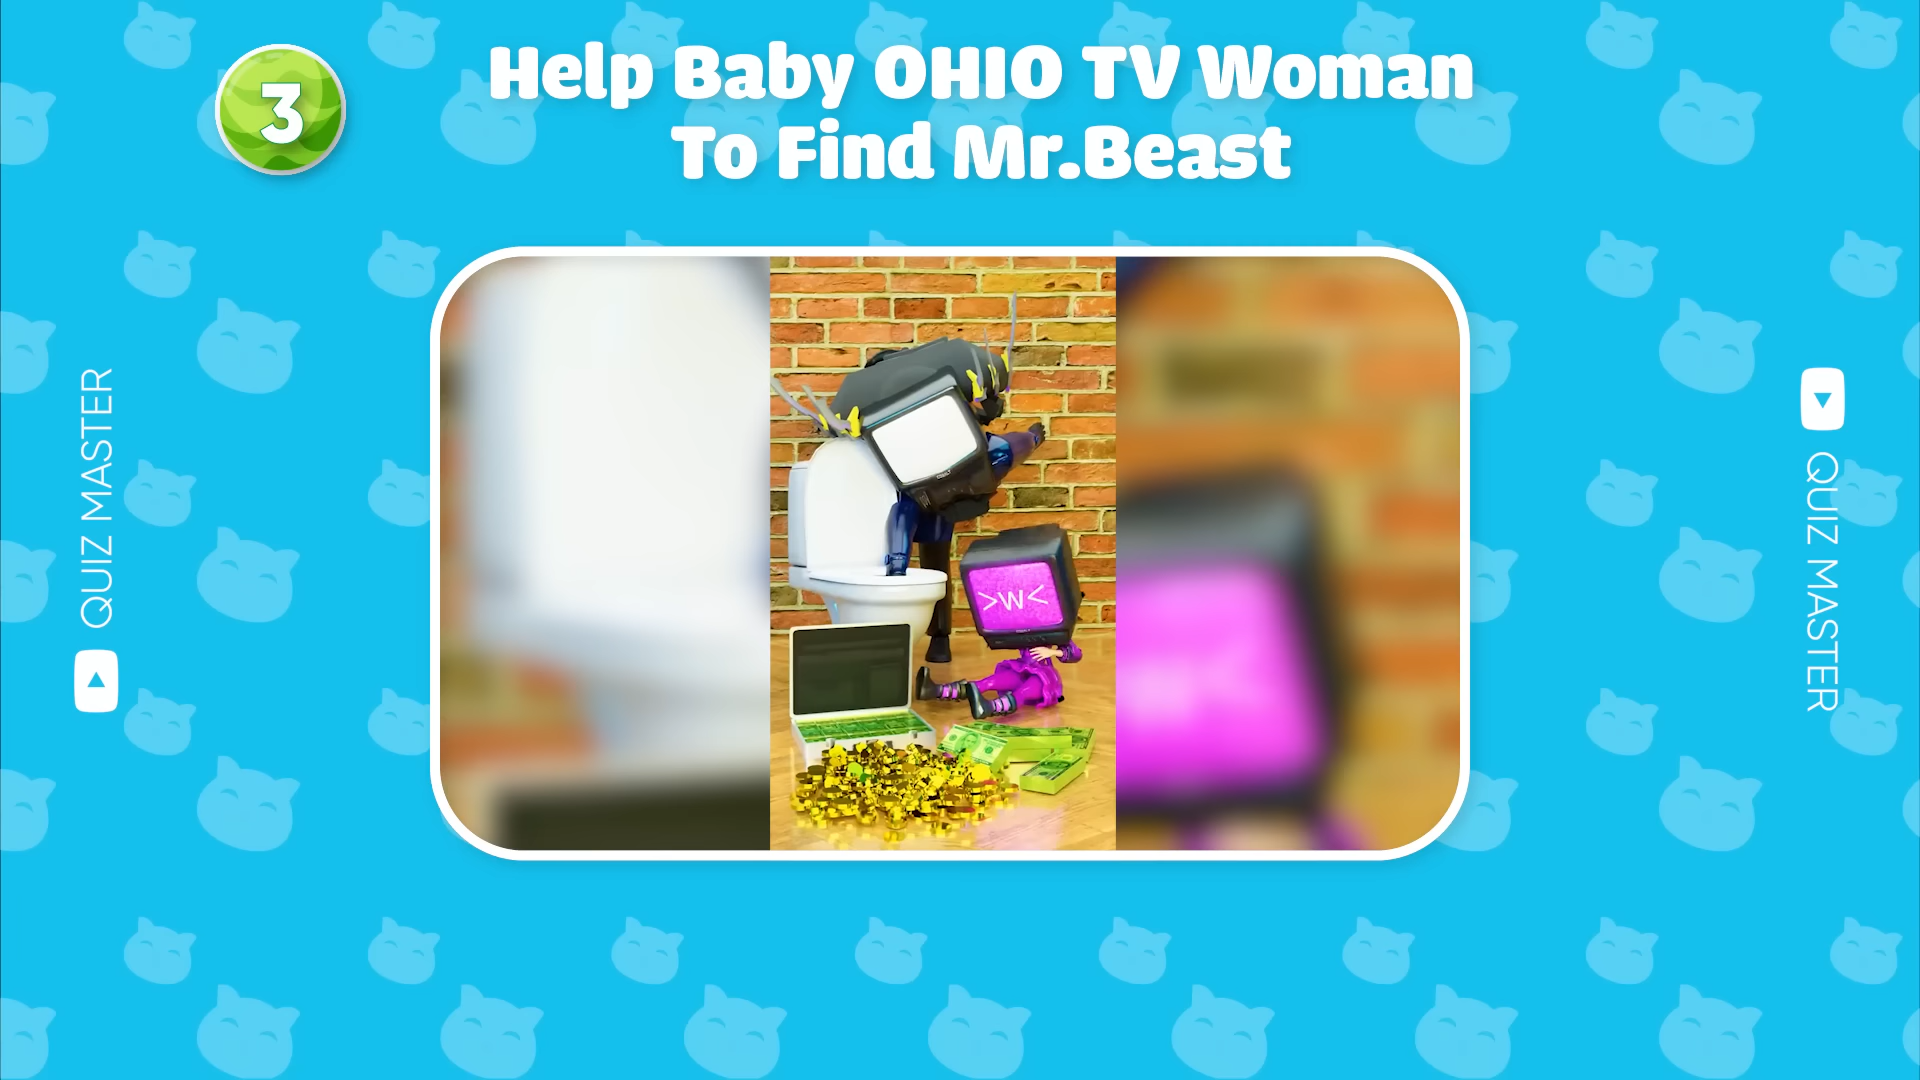 3
Help Baby OHIO TV Woman
To Find Mr.Beast
QUIZ MASTER
>W<
QUIZ MASTER